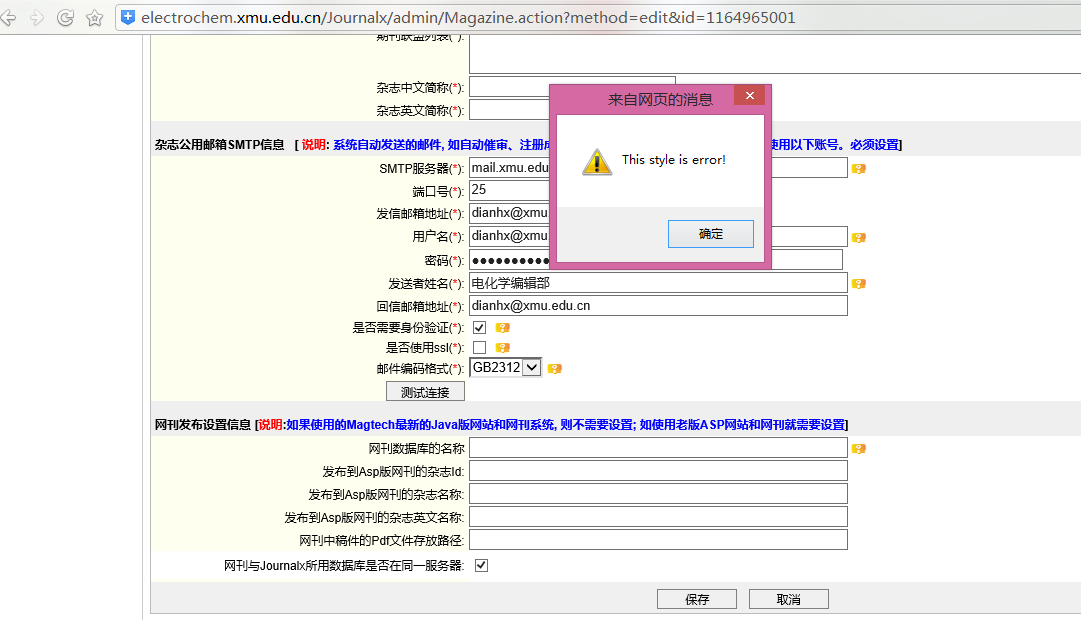 electrochem.xmu.edu.cn/Journalx/admin/Magazine.action?method=edit&id=1164965001
期刊联盟列表(*):
杂志中文简称(*):
杂志英文简称(*):
来自网页的消息
This style is error!
确定
杂志公用邮箱SMTP信息 [ 说明: 系统自动发送的邮件, 如自动催审、注册 使用以下账号。必须设置]
SMTP服务器(*): mail.xmu.edu
端口号(*): 25
发信邮箱地址(*): dianhx@xmu
用户名(*): dianhx@xmu
密码(*): ●●●●●●●●●●
发送者姓名(*): 电化学编辑部
回信邮箱地址(*): dianhx@xmu.edu.cn
是否需要身份验证(*):
是否使用ssl(*):
邮件编码格式(*): GB2312
测试连接
网刊发布设置信息 [说明:如果使用的Magtech最新的Java版网站和网刊系统, 则不需要设置; 如使用老版ASP网站和网刊就需要设置]
网刊数据库的名称
发布到Asp版网刊的杂志Id:
发布到Asp版网刊的杂志名称:
发布到Asp版网刊的杂志英文名称:
网刊中稿件的Pdf文件存放路径:
网刊与Journalx所用数据库是否在同一服务器:
保存 取消